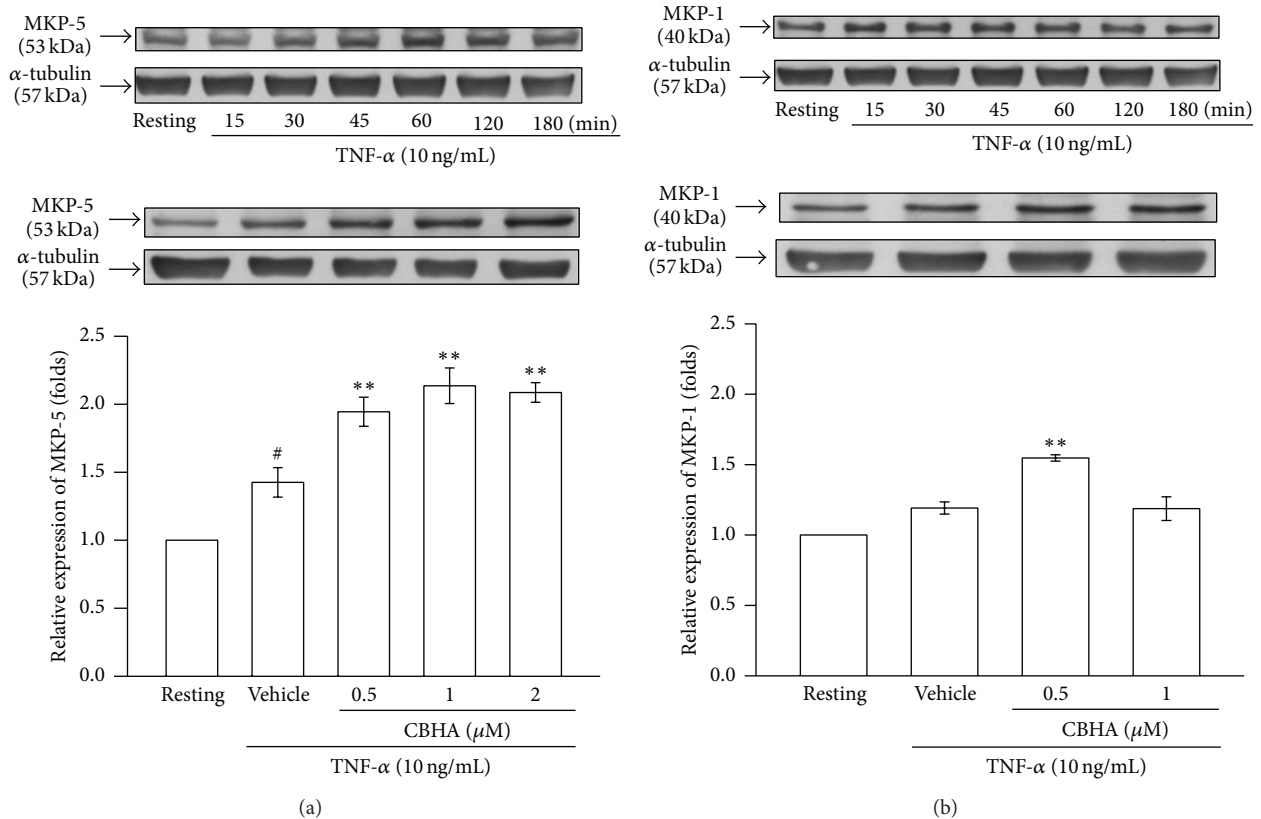 MKP-5
(53 kDa)
α-tubulin
(57 kDa)
Resting 15 30 45 60 120 180 (min)
TNF-α (10 ng/mL)
MKP-5
(53 kDa)
α-tubulin
(57 kDa)
Relative expression of MKP-5 (folds)
2.5
2.0
1.5
1.0
0.5
0.0
#
**
**
**
Resting Vehicle 0.5 1 2
CBHA (μM)
TNF-α (10 ng/mL)
(a)
MKP-1
(40 kDa)
α-tubulin
(57 kDa)
Resting 15 30 45 60 120 180 (min)
TNF-α (10 ng/mL)
MKP-1
(40 kDa)
α-tubulin
(57 kDa)
Relative expression of MKP-1 (folds)
2.5
2.0
1.5
1.0
0.5
0.0
**
Resting Vehicle 0.5 1
CBHA (μM)
TNF-α (10 ng/mL)
(b)